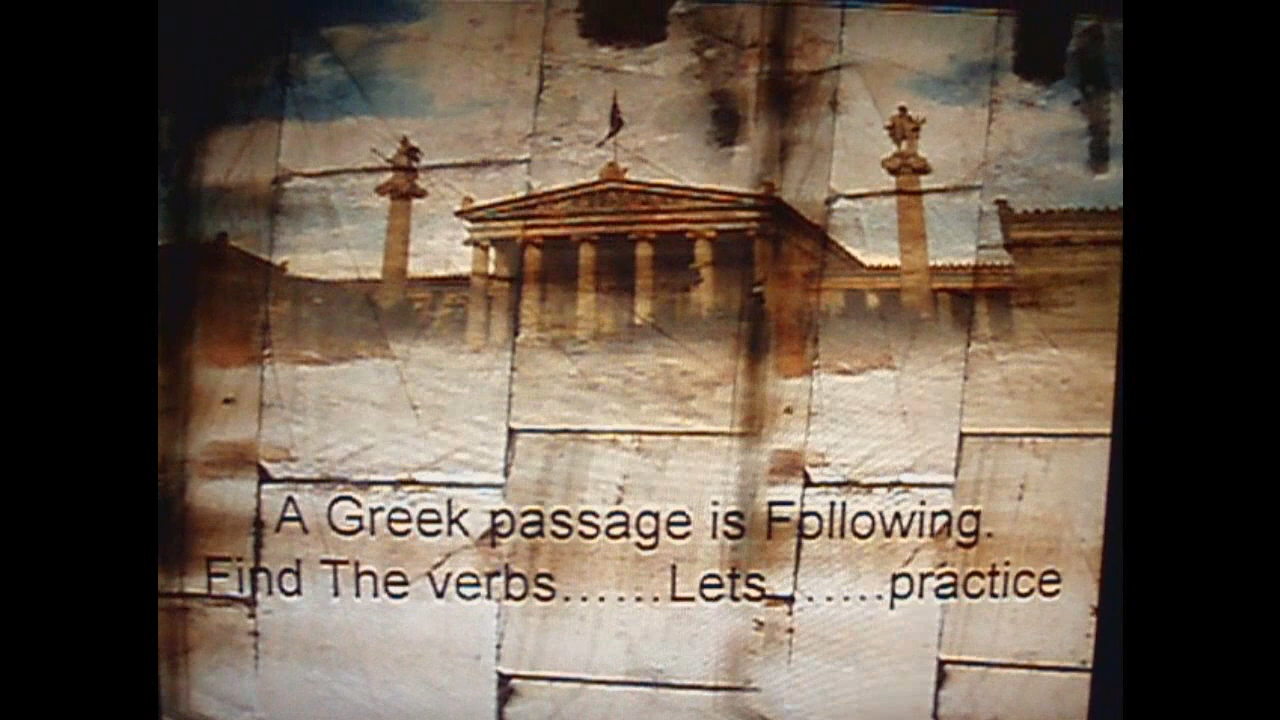 A Greek passage is Following.
Find The verbs......Lets......practice